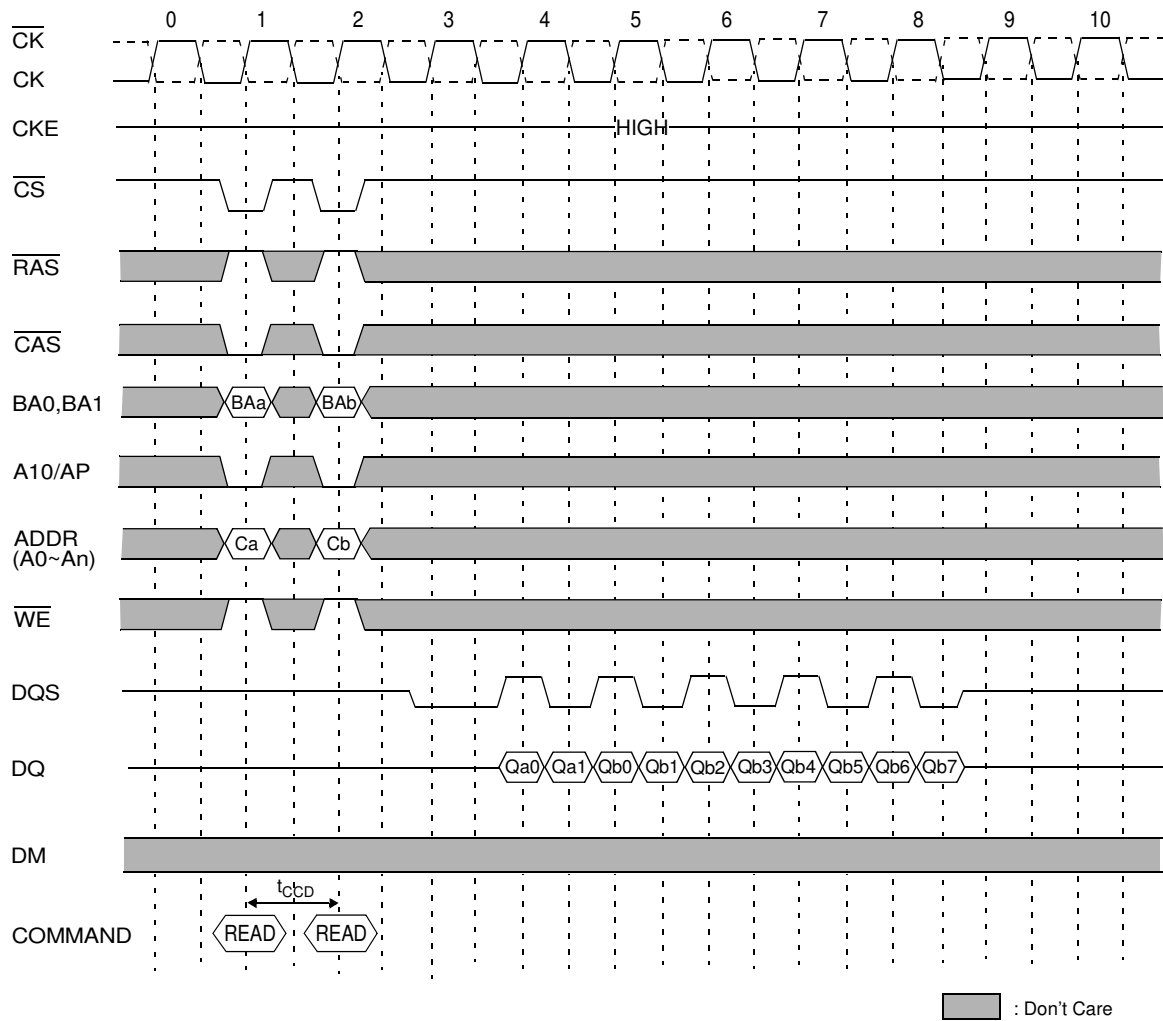 0 1 2 3 4 5 6 7 8 9 10
CK
CK
CKE HIGH
CS
RAS
CAS
BA0,BA1 BAa BAb
A10/AP
ADDR
(A0~An) Ca Cb
WE
DQS
DQ Qa0 Qa1 Qb0 Qb1 Qb2 Qb3 Qb4 Qb5 Qb6 Qb7
DM
tCCD
COMMAND READ READ
: Don't Care